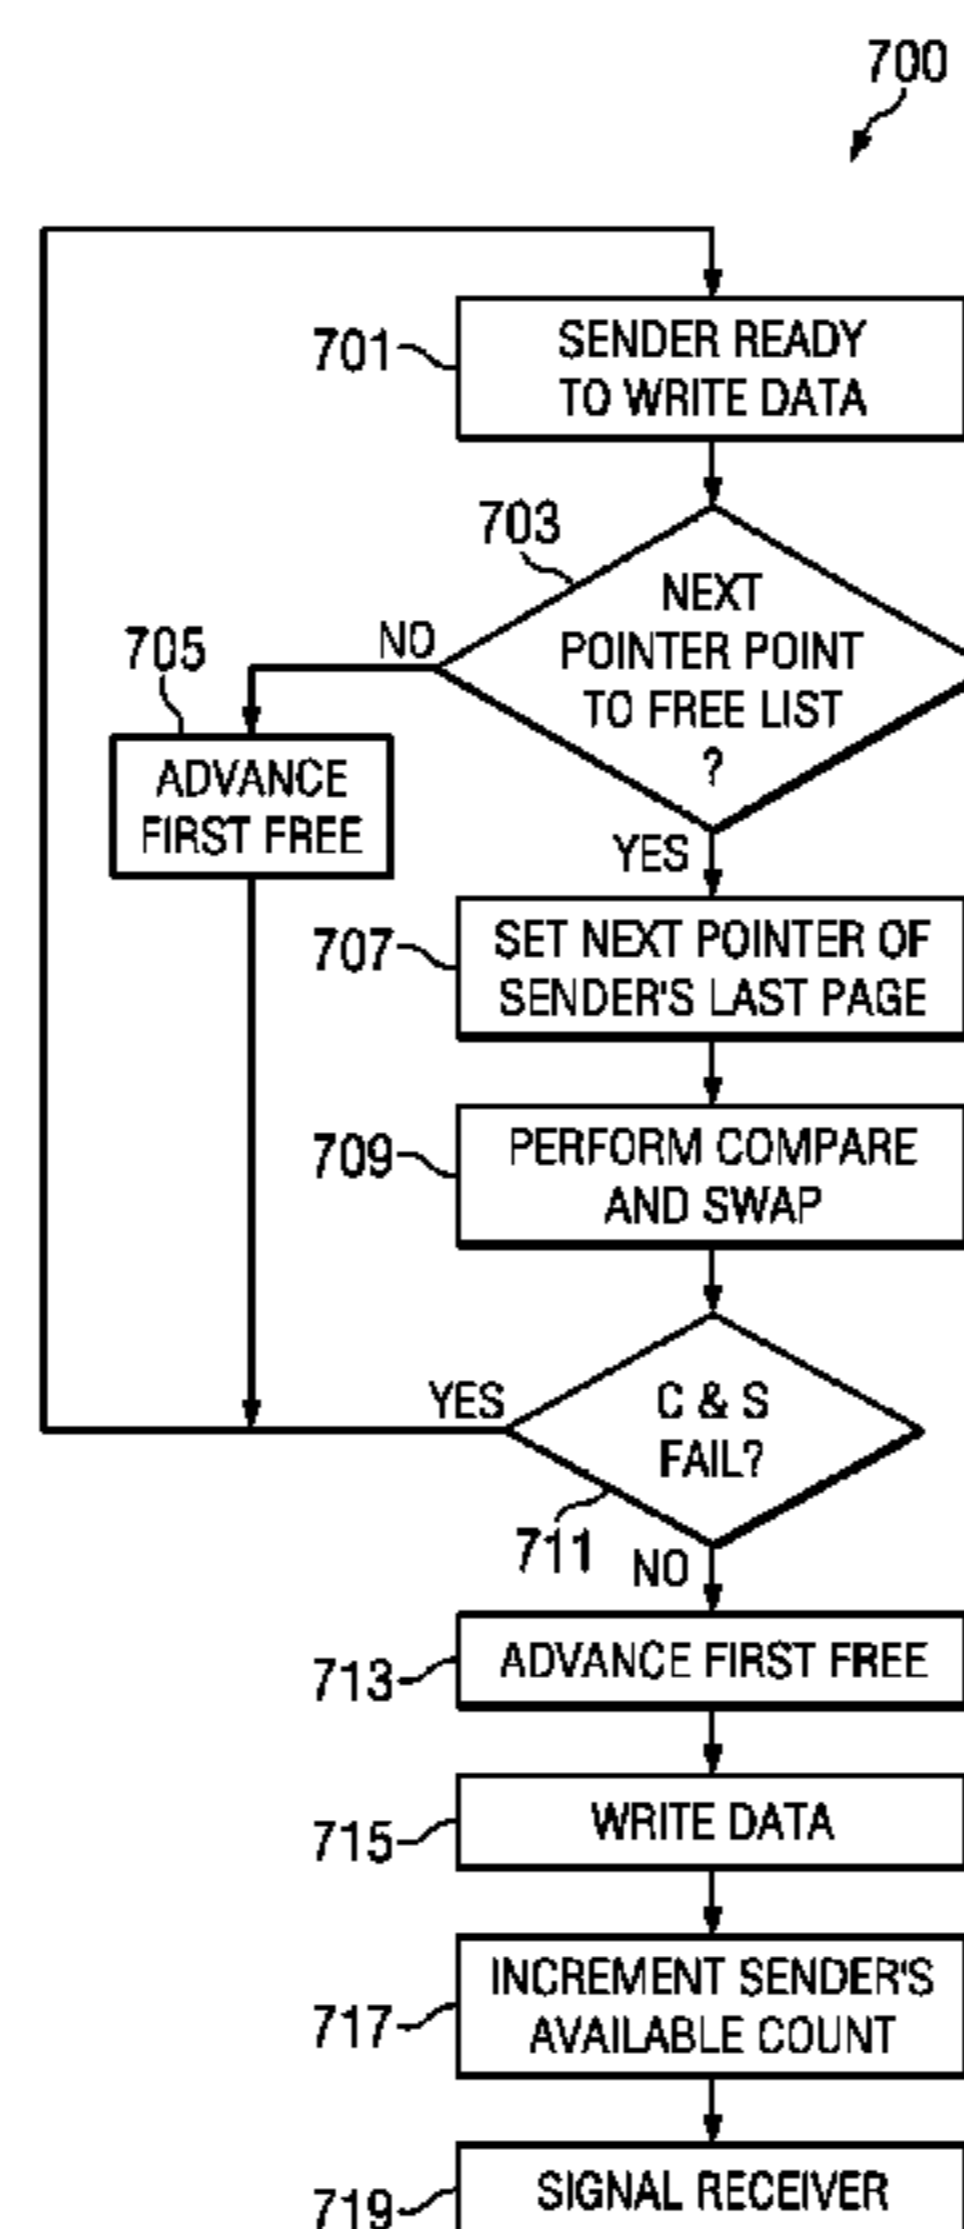 700
701
SENDER READY
TO WRITE DATA
703
NEXT
POINTER POINT
TO FREE LIST
?
NO
705
ADVANCE
FIRST FREE
YES
707
SET NEXT POINTER OF
SENDER'S LAST PAGE
709
PERFORM COMPARE
AND SWAP
YES
C & S
FAIL?
711
NO
713
ADVANCE FIRST FREE
715
WRITE DATA
717
INCREMENT SENDER'S
AVAILABLE COUNT
719
SIGNAL RECEIVER